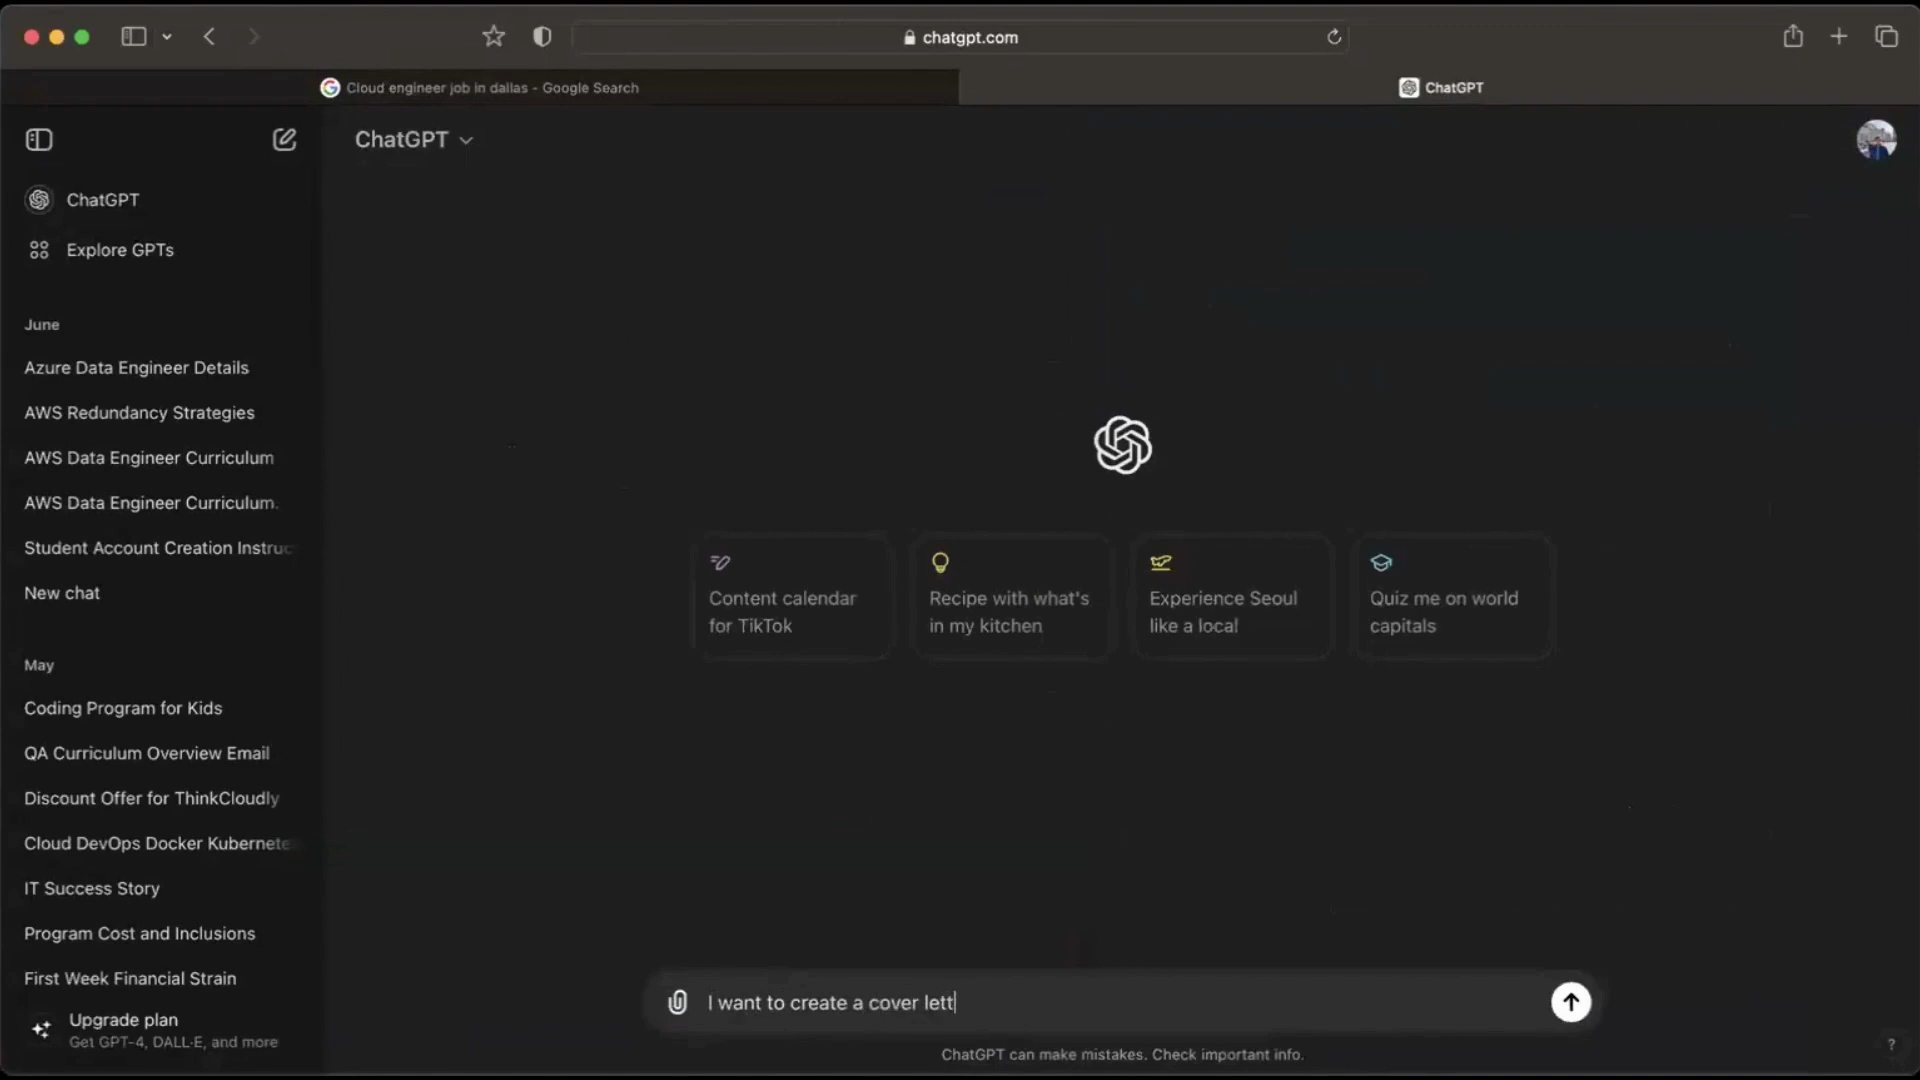 chatgpt.com
Cloud engineer job in dallas - Google Search
ChatGPT
ChatGPT
ChatGPT
Explore GPTs
June
Azure Data Engineer Details
AWS Redundancy Strategies
AWS Data Engineer Curriculum
AWS Data Engineer Curriculum.
Student Account Creation Instruc
New chat
May
Coding Program for Kids
QA Curriculum Overview Email
Discount Offer for ThinkCloudly
Cloud DevOps Docker Kubernete
IT Success Story
Program Cost and Inclusions
First Week Financial Strain
Upgrade plan
Get GPT-4, DALL·E, and more
Content calendar
for TikTok
Recipe with what's
in my kitchen
Experience Seoul
like a local
Quiz me on world
capitals
I want to create a cover lett
ChatGPT can make mistakes. Check important info.
?